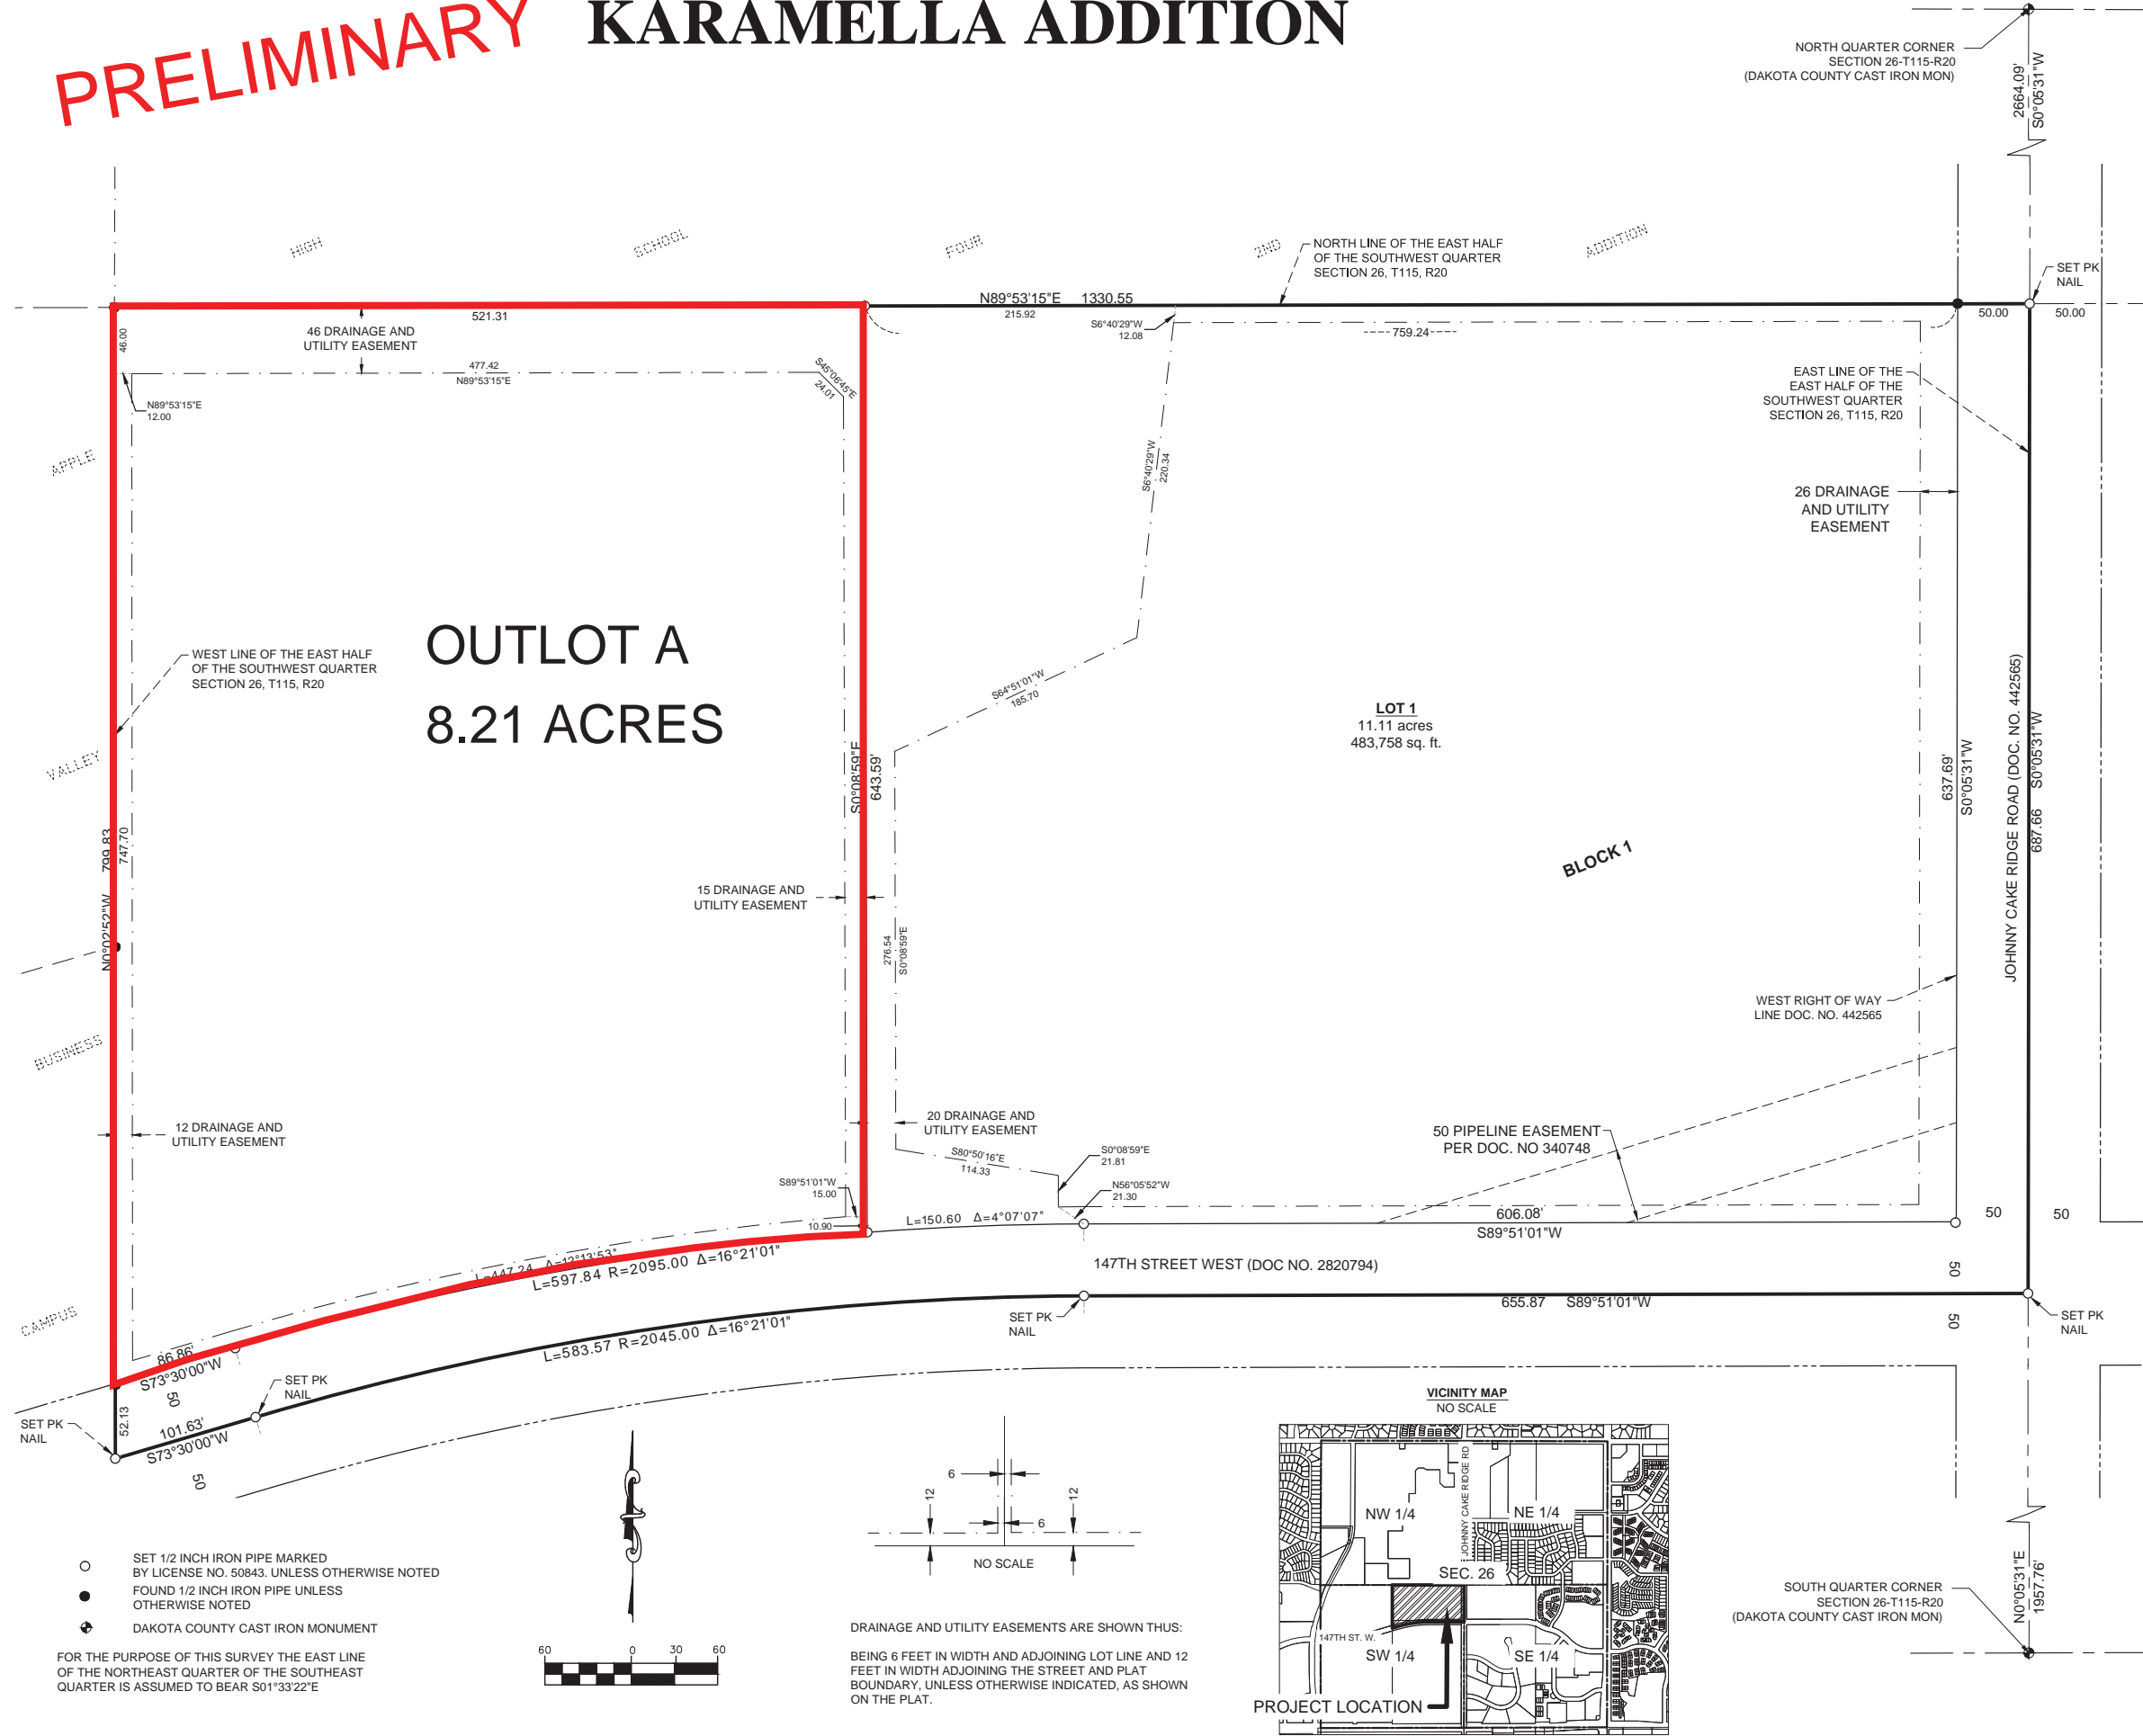 PRELIMINARY
KARAMELLA ADDITION
NORTH QUARTER CORNER
SECTION 26-T115-R20
(DAKOTA COUNTY CAST IRON MON)
2664.09'
S0°05'31"W
HIGH
SCHOOL
FOUR
2ND
ADDITION
NORTH LINE OF THE EAST HALF
OF THE SOUTHWEST QUARTER
SECTION 26, T115, R20
SET PK
NAIL
N89°53'15"E 1330.55
521.31
215.92
50.00
50.00
46.00
46 DRAINAGE AND
UTILITY EASEMENT
S6°40'29"W
12.08
759.24
477.42
N89°53'15"E
S45°06'45"E
24.01
N89°53'15"E
12.00
EAST LINE OF THE
EAST HALF OF THE
SOUTHWEST QUARTER
SECTION 26, T115, R20
APPLE
S6°40'29"W
220.34
26 DRAINAGE
AND UTILITY
EASEMENT
OUTLOT A
8.21 ACRES
WEST LINE OF THE EAST HALF
OF THE SOUTHWEST QUARTER
SECTION 26, T115, R20
S64°51'01"W
185.70
LOT 1
11.11 acres
483,758 sq. ft.
VALLEY
S0°08'59"E
643.59'
637.69'
S0°05'31"W
JOHNNY CAKE RIDGE ROAD (DOC. NO. 442565)
687.66 S0°05'31"W
N0°02'52"W 799.83
747.70
BLOCK 1
15 DRAINAGE AND
UTILITY EASEMENT
276.54
S0°08'59"E
WEST RIGHT OF WAY
LINE DOC. NO. 442565
BUSINESS
12 DRAINAGE AND
UTILITY EASEMENT
20 DRAINAGE AND
UTILITY EASEMENT
50 PIPELINE EASEMENT
PER DOC. NO 340748
S80°50'16"E
114.33
S0°08'59"E
21.81
S89°51'01"W
15.00
N56°05'52"W
21.30
10.90
L=150.60 Δ=4°07'07"
606.08'
S89°51'01"W
50
50
L=447.24 Δ=12°13'53"
L=597.84 R=2095.00 Δ=16°21'01"
147TH STREET WEST (DOC NO. 2820794)
50
CAMPUS
SET PK
NAIL
655.87 S89°51'01"W
50
SET PK
NAIL
L=583.57 R=2045.00 Δ=16°21'01"
86.86'
S73°30'00"W
50
SET PK
NAIL
SET PK
NAIL
52.13
101.63'
S73°30'00"W
50
VICINITY MAP
NO SCALE
6
12
12
6
NO SCALE
JOHNNY CAKE RIDGE RD
NW 1/4
NE 1/4
SEC. 26
147TH ST. W.
SW 1/4
SE 1/4
PROJECT LOCATION
SET 1/2 INCH IRON PIPE MARKED
BY LICENSE NO. 50843. UNLESS OTHERWISE NOTED
FOUND 1/2 INCH IRON PIPE UNLESS
OTHERWISE NOTED
DAKOTA COUNTY CAST IRON MONUMENT
FOR THE PURPOSE OF THIS SURVEY THE EAST LINE
OF THE NORTHEAST QUARTER OF THE SOUTHEAST
QUARTER IS ASSUMED TO BEAR S01°33'22"E
60 0 30 60
DRAINAGE AND UTILITY EASEMENTS ARE SHOWN THUS:
BEING 6 FEET IN WIDTH AND ADJOINING LOT LINE AND 12
FEET IN WIDTH ADJOINING THE STREET AND PLAT
BOUNDARY, UNLESS OTHERWISE INDICATED, AS SHOWN
ON THE PLAT.
SOUTH QUARTER CORNER
SECTION 26-T115-R20
(DAKOTA COUNTY CAST IRON MON)
N0°05'31"E
1957.76'